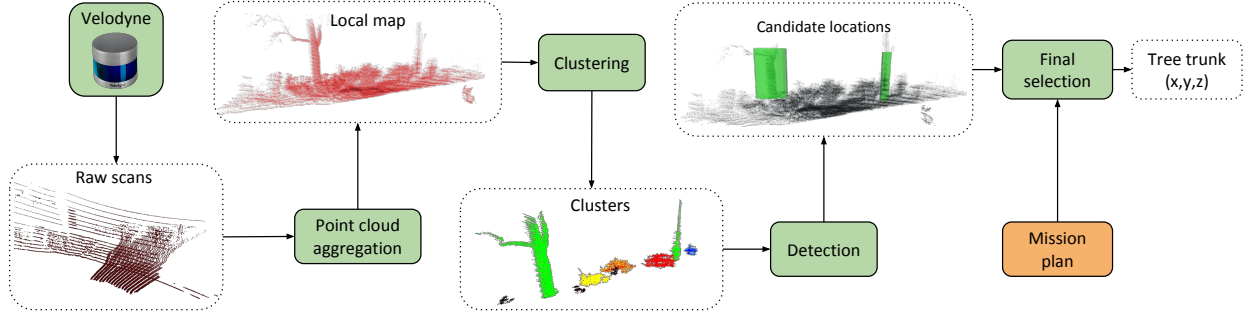 Velodyne
Raw scans
Point cloud
aggregation
Local map
Clustering
Clusters
Detection
Candidate locations
Final
selection
Mission
plan
Tree trunk
(x,y,z)